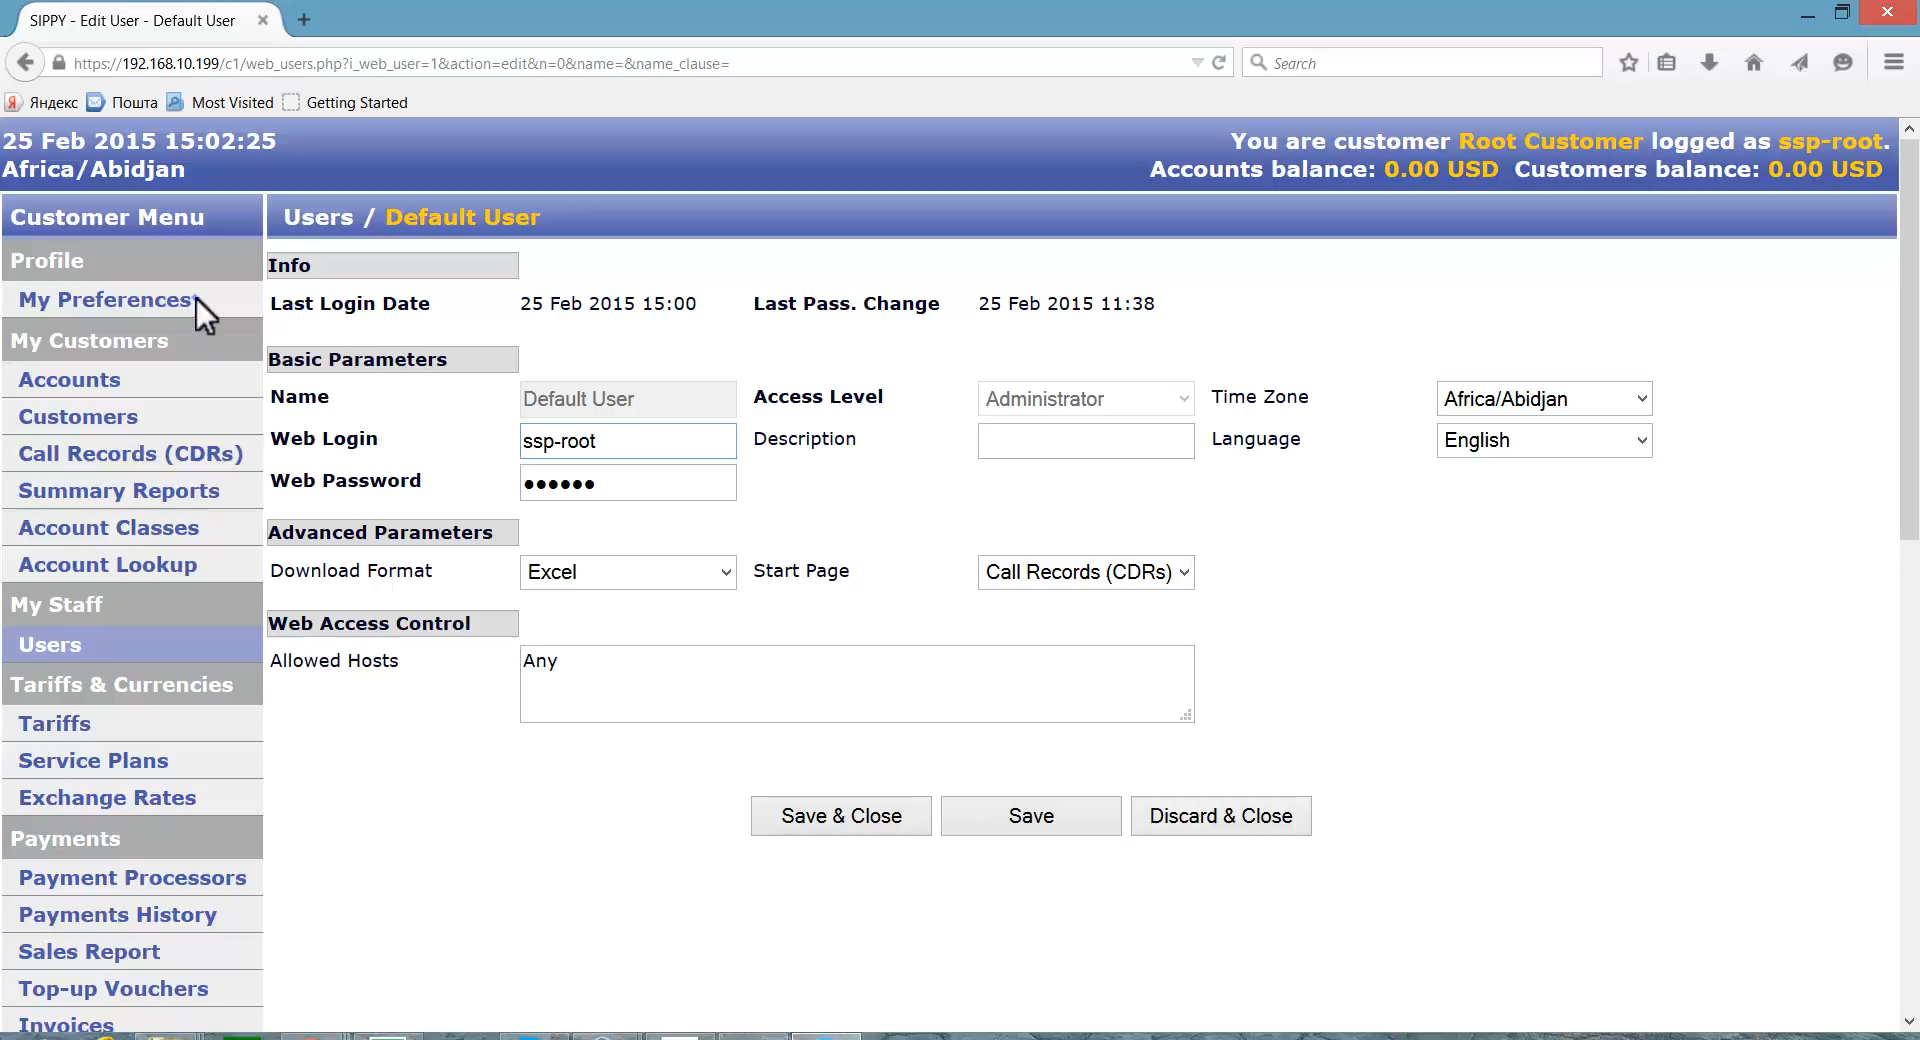 SIPPY - Edit User - Default User
https://192.168.10.199/c1/web_users.php?i_web_user=1&action=edit&n=0&name=&name_clause=
Search
Яндекс Пошта Most Visited Getting Started
25 Feb 2015 15:02:25
Africa/Abidjan
You are customer Root Customer logged as ssp-root.
Accounts balance: 0.00 USD Customers balance: 0.00 USD
Customer Menu
Profile
My Preferences
My Customers
Accounts
Customers
Call Records (CDRs)
Summary Reports
Account Classes
Account Lookup
My Staff
Users
Tariffs & Currencies
Tariffs
Service Plans
Exchange Rates
Payments
Payment Processors
Payments History
Sales Report
Top-up Vouchers
Invoices
Users / Default User
Info
Last Login Date 25 Feb 2015 15:00 Last Pass. Change 25 Feb 2015 11:38
Basic Parameters
Name Default User Access Level Administrator Time Zone Africa/Abidjan
Web Login ssp-root Description Language English
Web Password ●●●●●●
Advanced Parameters
Download Format Excel Start Page Call Records (CDRs)
Web Access Control
Allowed Hosts Any
Save & Close Save Discard & Close